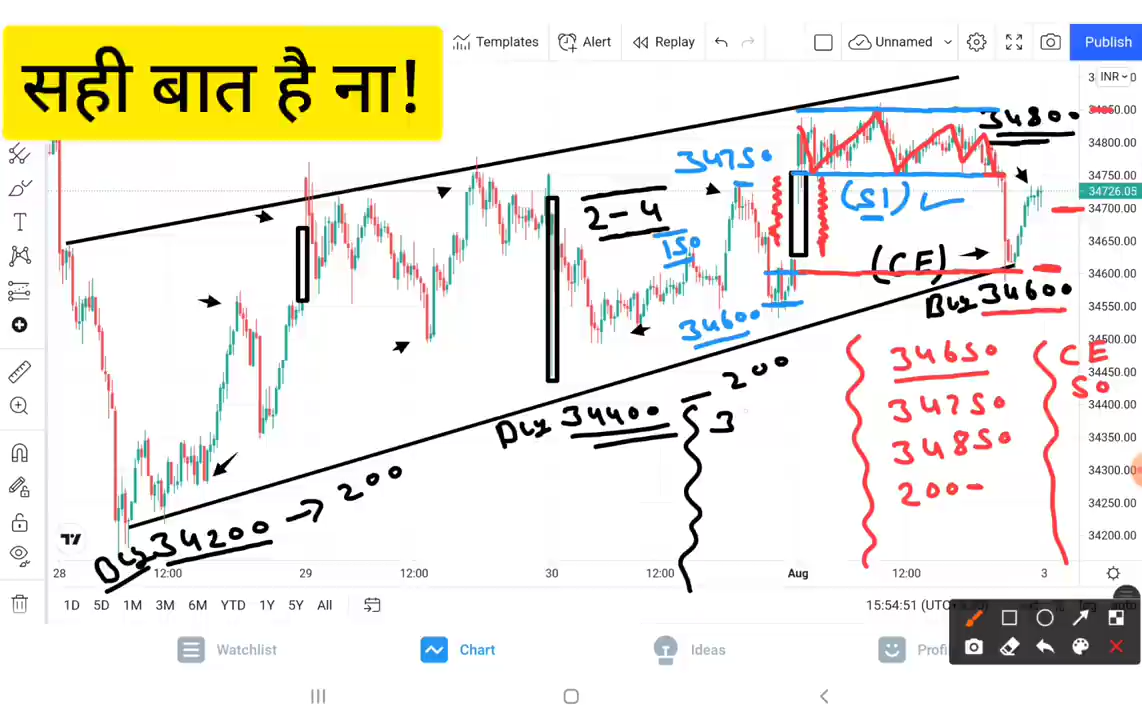 सही बात है ना!
Templates Alert Replay Unnamed Publish
INR
34850.00
34800
34800.00
34750
34750.00
34726.05
(S1)
34700.00
2-4
150
34650.00
(CE)
34600.00
Buy 34600
34600
34550.00
34500.00
34650
CE
50
34450.00
200
34750
34400.00
Buy 34400
3
34850
34350.00
200
34300.00
200-
34250.00
Buy 34200
34200.00
28 12:00 29 12:00 30 12:00 Aug 12:00 3
1D 5D 1M 3M 6M YTD 1Y 5Y All
15:54:51 (UTC
Watchlist Chart Ideas Profi